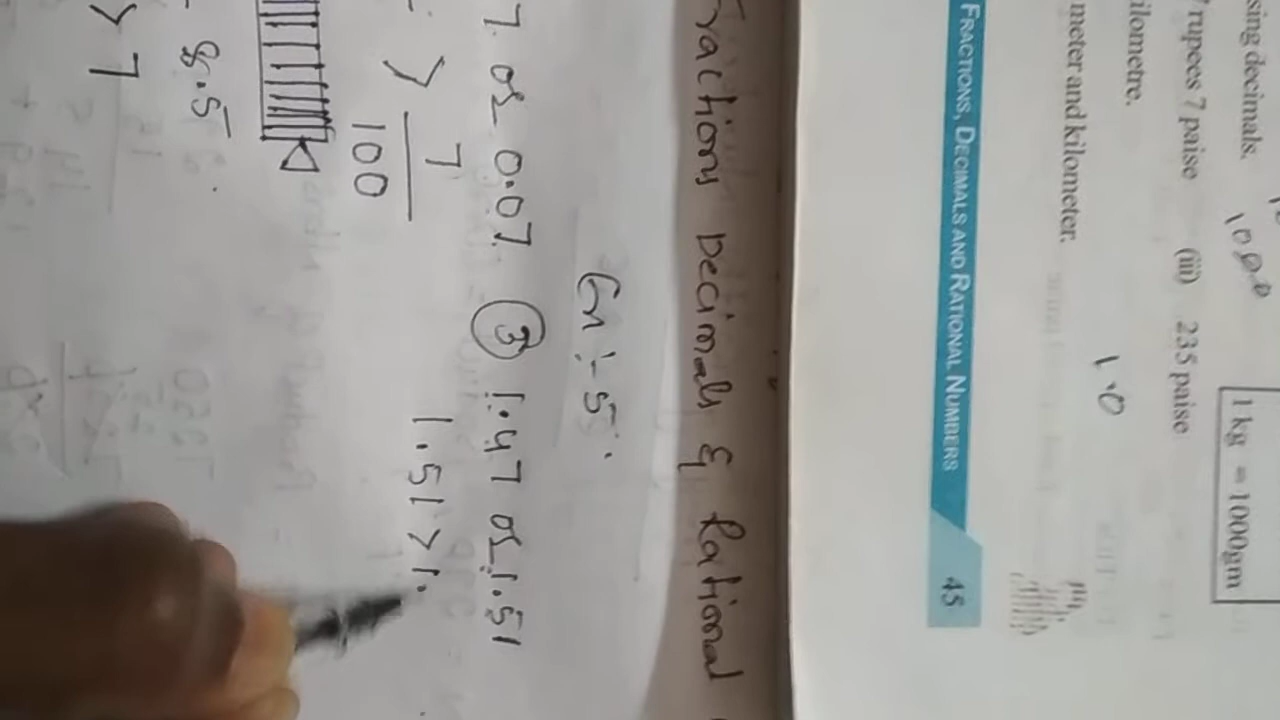 sing decimals.
1 kg = 1000gm
1000
rupees 7 paise (iii) 235 paise
ilometre.
1.0
meter and kilometer.
FRACTIONS, DECIMALS AND RATIONAL NUMBERS 45
Fractions Decimals & Rational
Ex :- 5.
7 or 0.07 ③ 1.47 or 1.51
> 7/100
1.51 > 1.
8.5
> 7